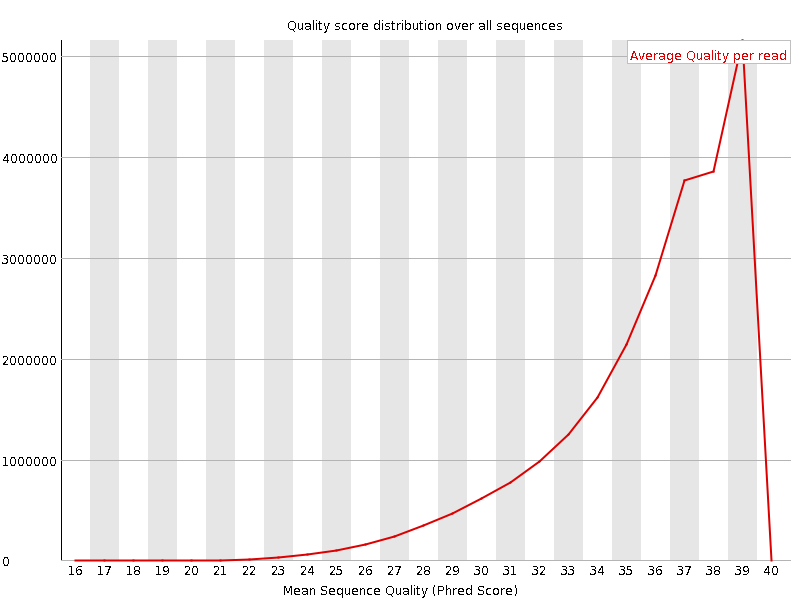 Quality score distribution over all sequences
Average Quality per read
5000000
4000000
3000000
2000000
1000000
0
16 17 18 19 20 21 22 23 24 25 26 27 28 29 30 31 32 33 34 35 36 37 38 39 40
Mean Sequence Quality (Phred Score)